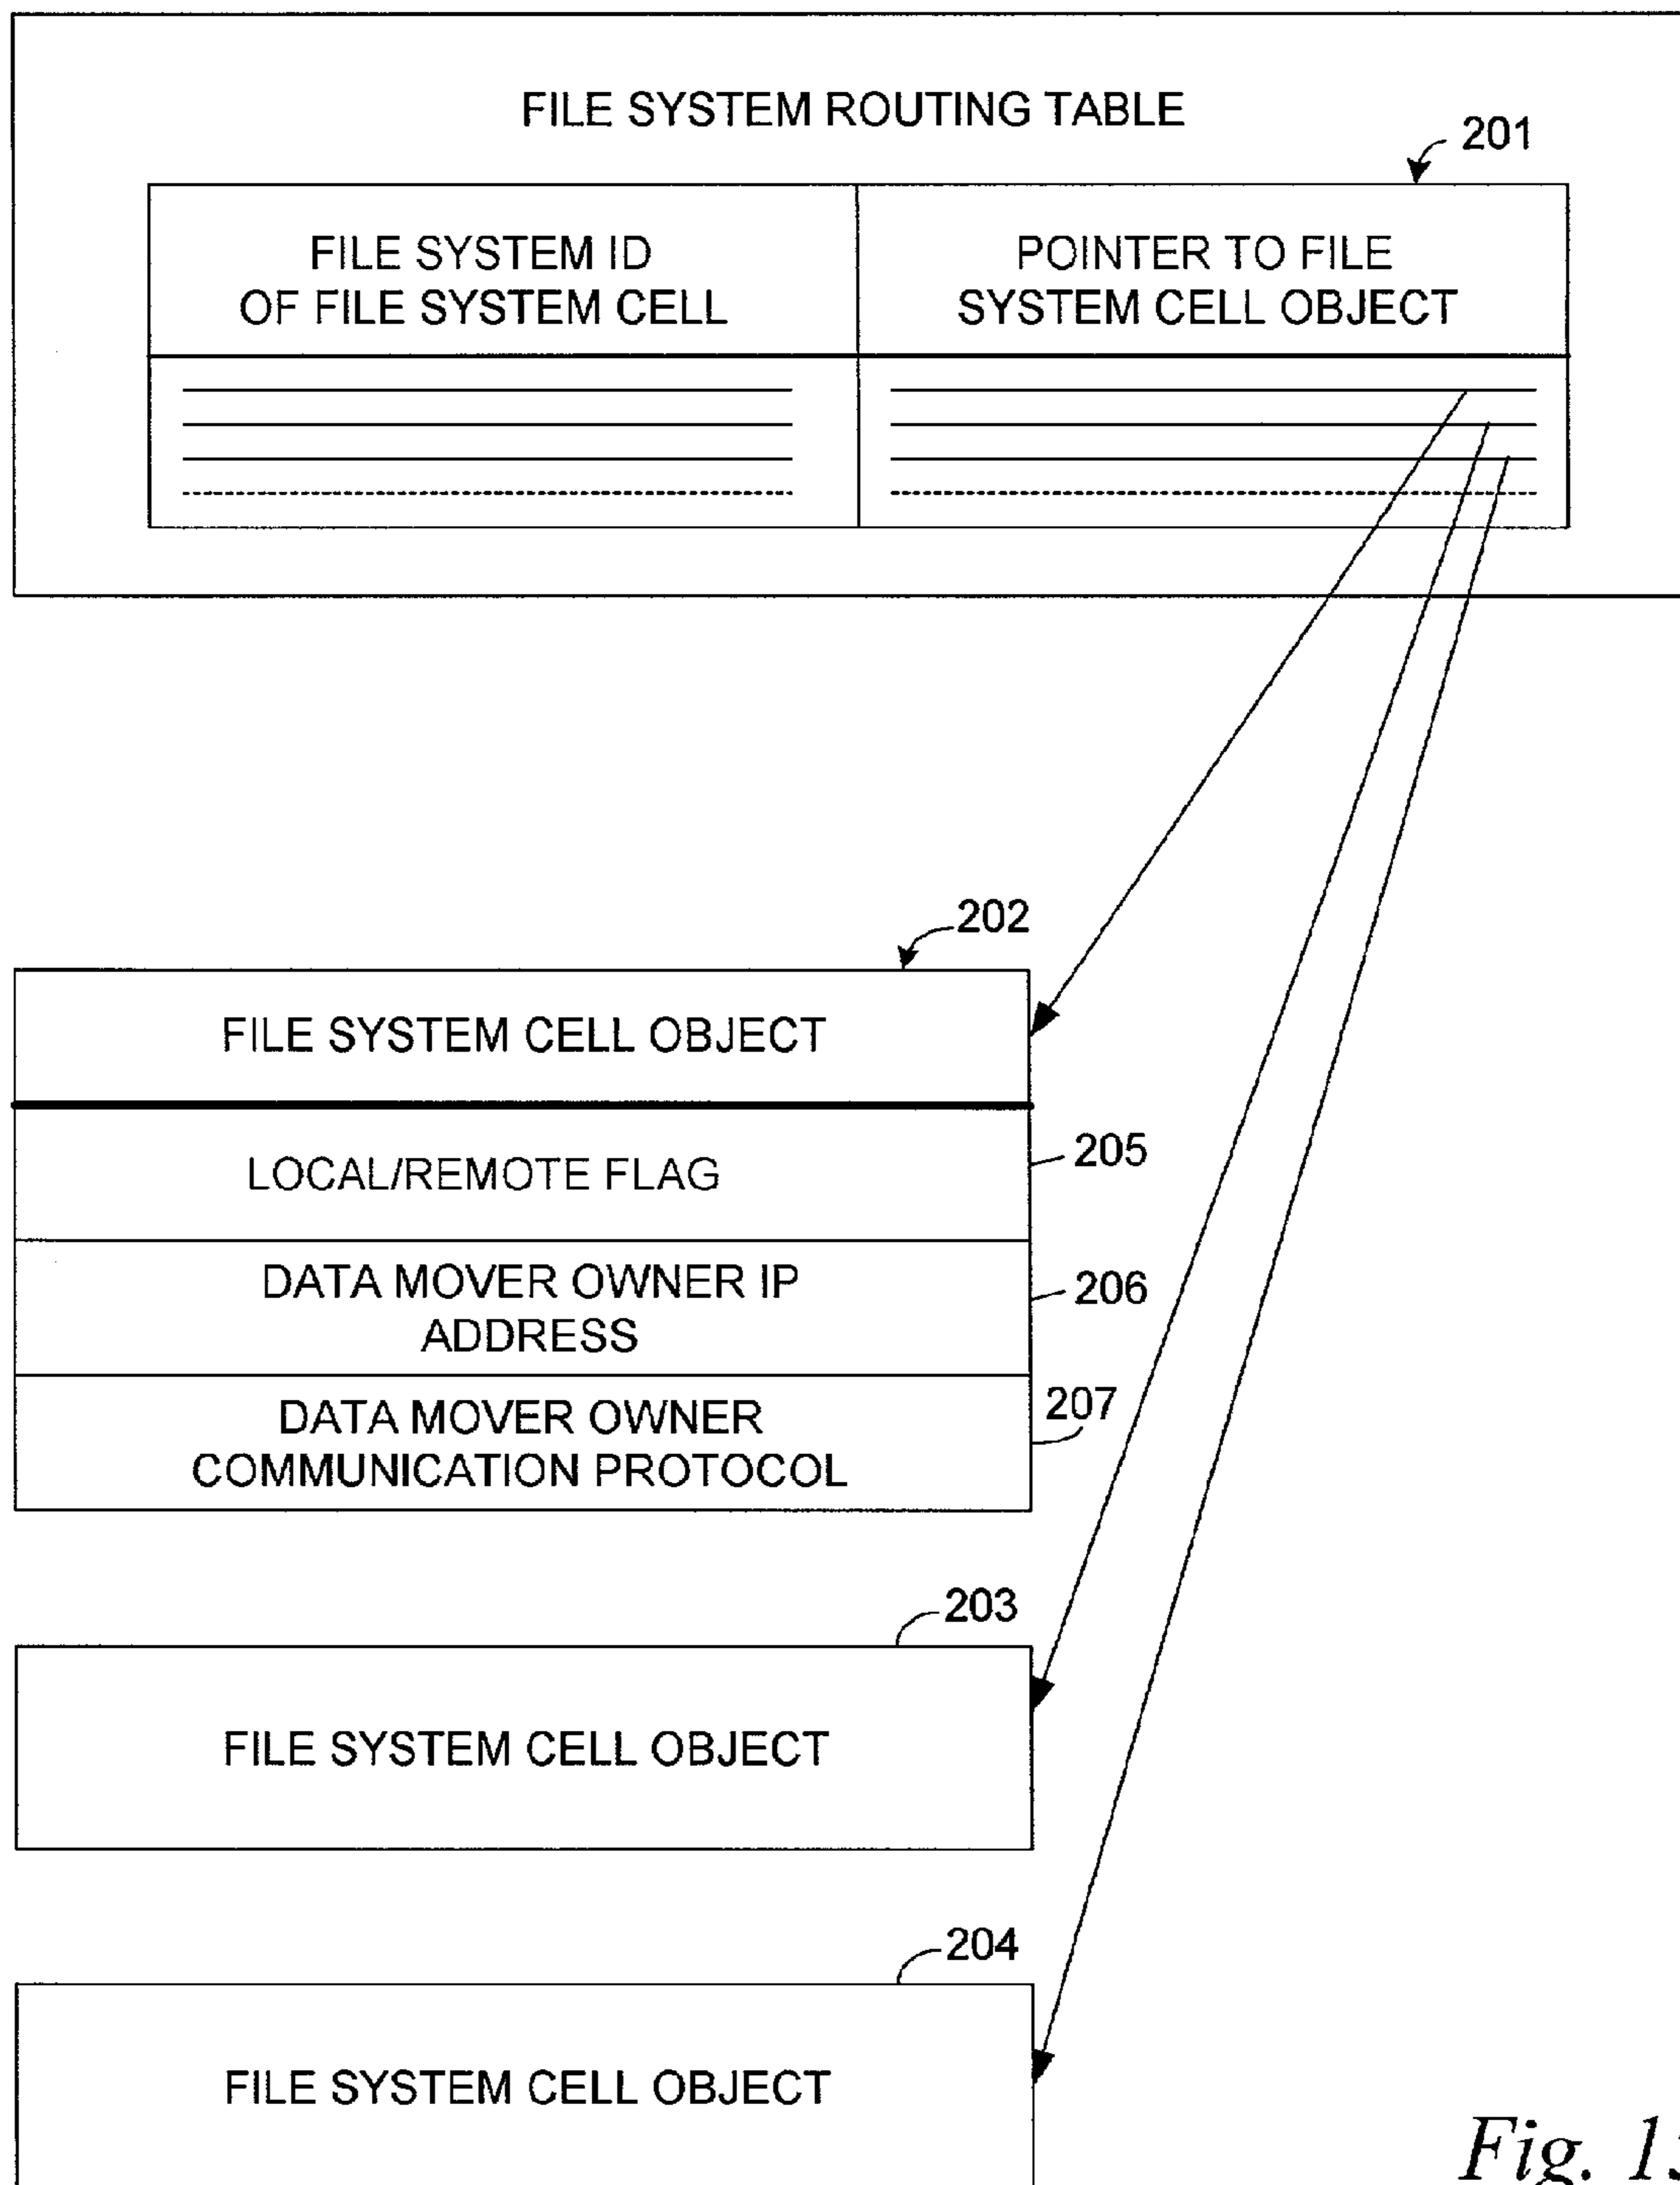 FILE SYSTEM ROUTING TABLE
201
FILE SYSTEM ID
OF FILE SYSTEM CELL
POINTER TO FILE
SYSTEM CELL OBJECT
202
FILE SYSTEM CELL OBJECT
LOCAL/REMOTE FLAG
205
DATA MOVER OWNER IP
ADDRESS
206
DATA MOVER OWNER
COMMUNICATION PROTOCOL
207
203
FILE SYSTEM CELL OBJECT
204
FILE SYSTEM CELL OBJECT
Fig.